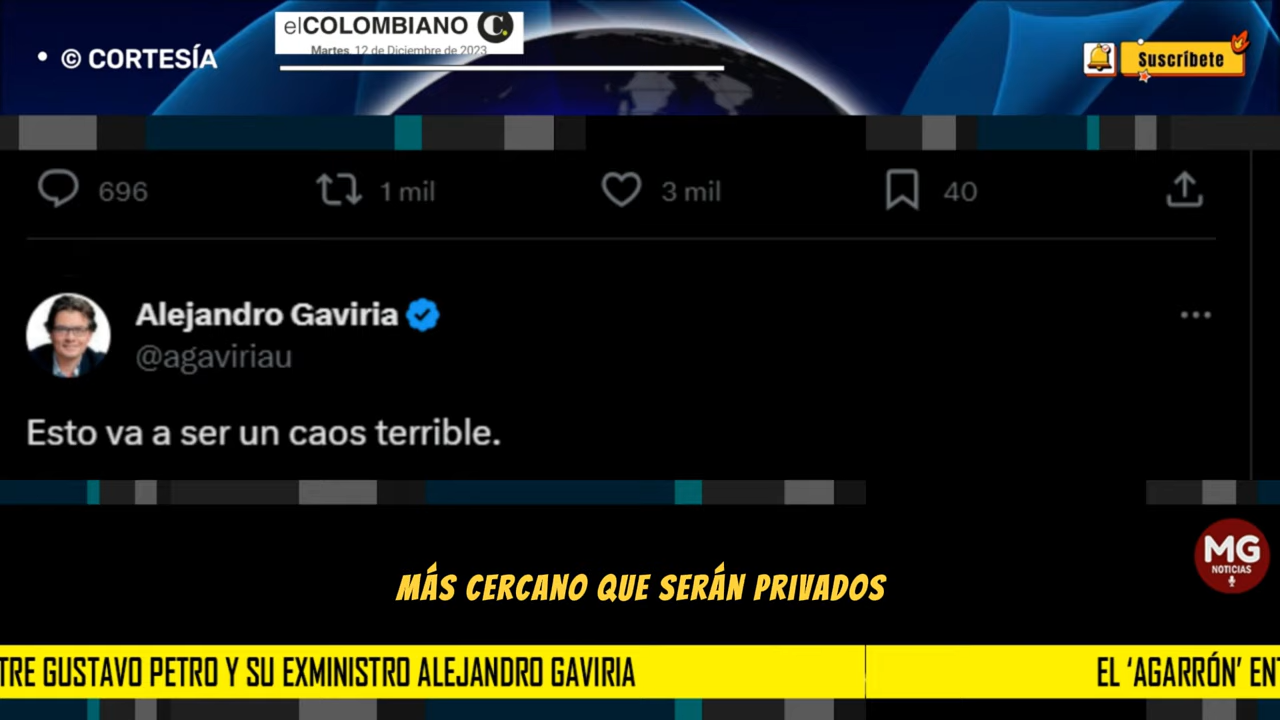 elCOLOMBIANO C.
Martes, 12 de Diciembre de 2023
• © CORTESÍA
Suscríbete
696 1 mil 3 mil 40
Alejandro Gaviria
@agaviriau
...
Esto va a ser un caos terrible.
MG
NOTICIAS
MÁS CERCANO QUE SERÁN PRIVADOS
TRE GUSTAVO PETRO Y SU EXMINISTRO ALEJANDRO GAVIRIA
EL ‘AGARRÓN’ ENT